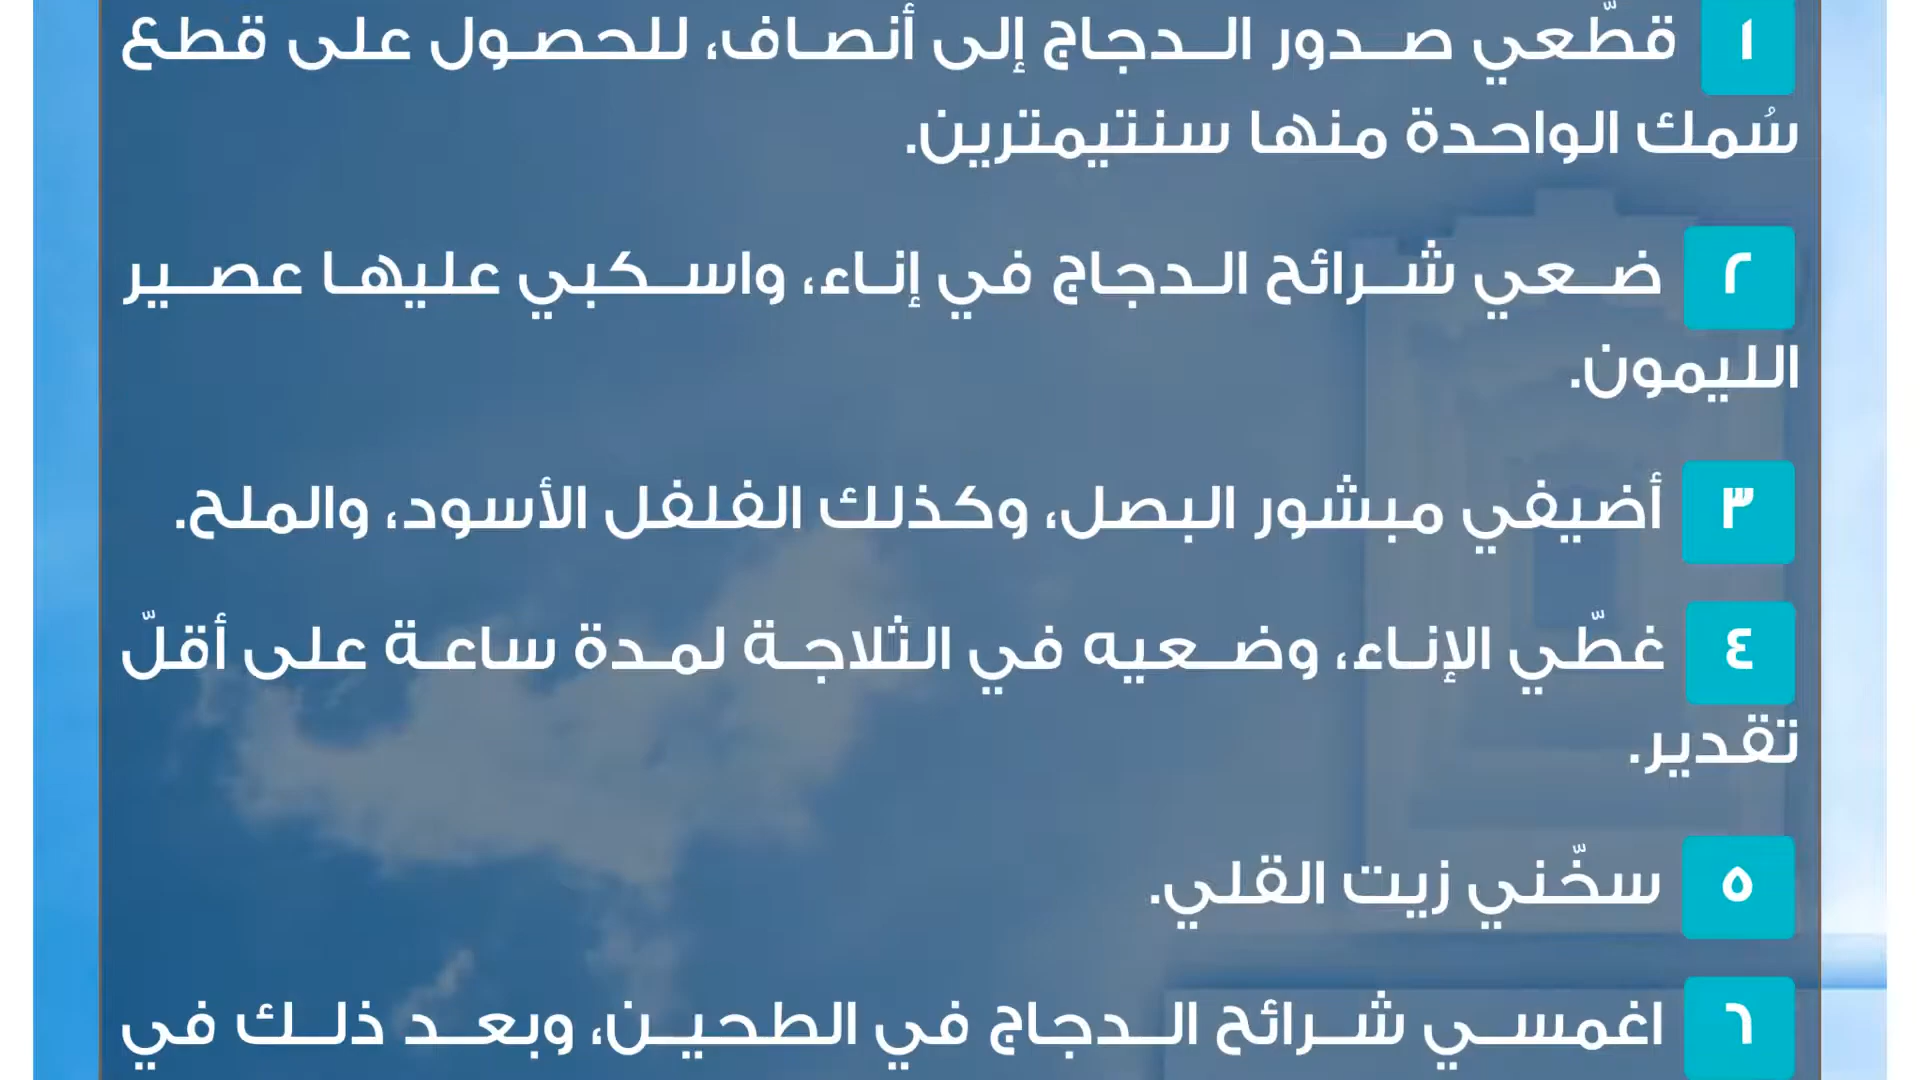 ١ قطّعي صدور الدجاج إلى أنصاف، للحصول على قطع
سُمك الواحدة منها سنتيمترين.
٢ ضعي شرائح الدجاج في إناء، واسكبي عليها عصير
الليمون.
٣ أضيفي مبشور البصل، وكذلك الفلفل الأسود، والملح.
٤ غطّي الإناء، وضعيه في الثلاجة لمدة ساعة على أقلّ
تقدير.
٥ سخّني زيت القلي.
٦ اغمسي شرائح الدجاج في الطحين، وبعد ذلك في